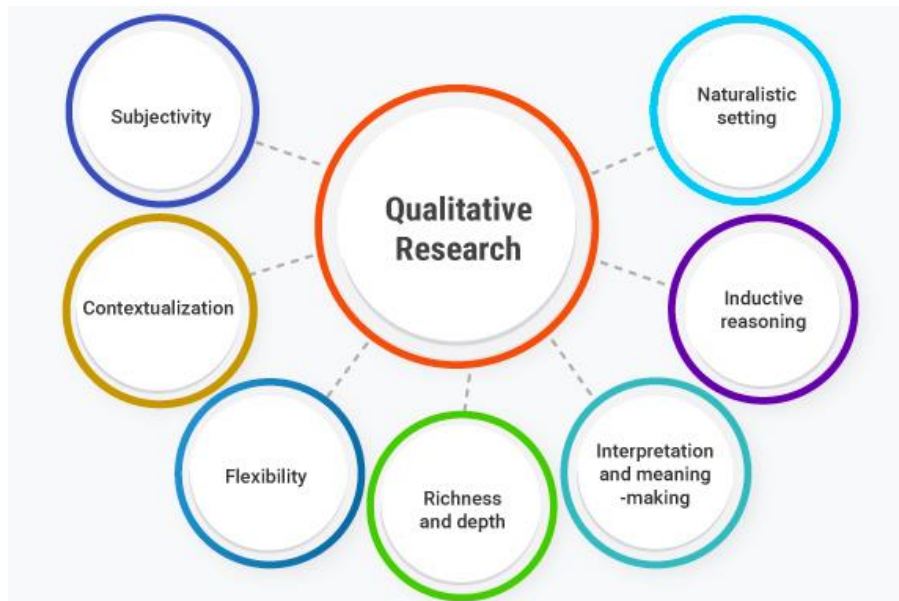 Qualitative
Research
Subjectivity
Contextualization
Flexibility
Richness
and depth
Interpretation
and meaning
-making
Inductive
reasoning
Naturalistic
setting